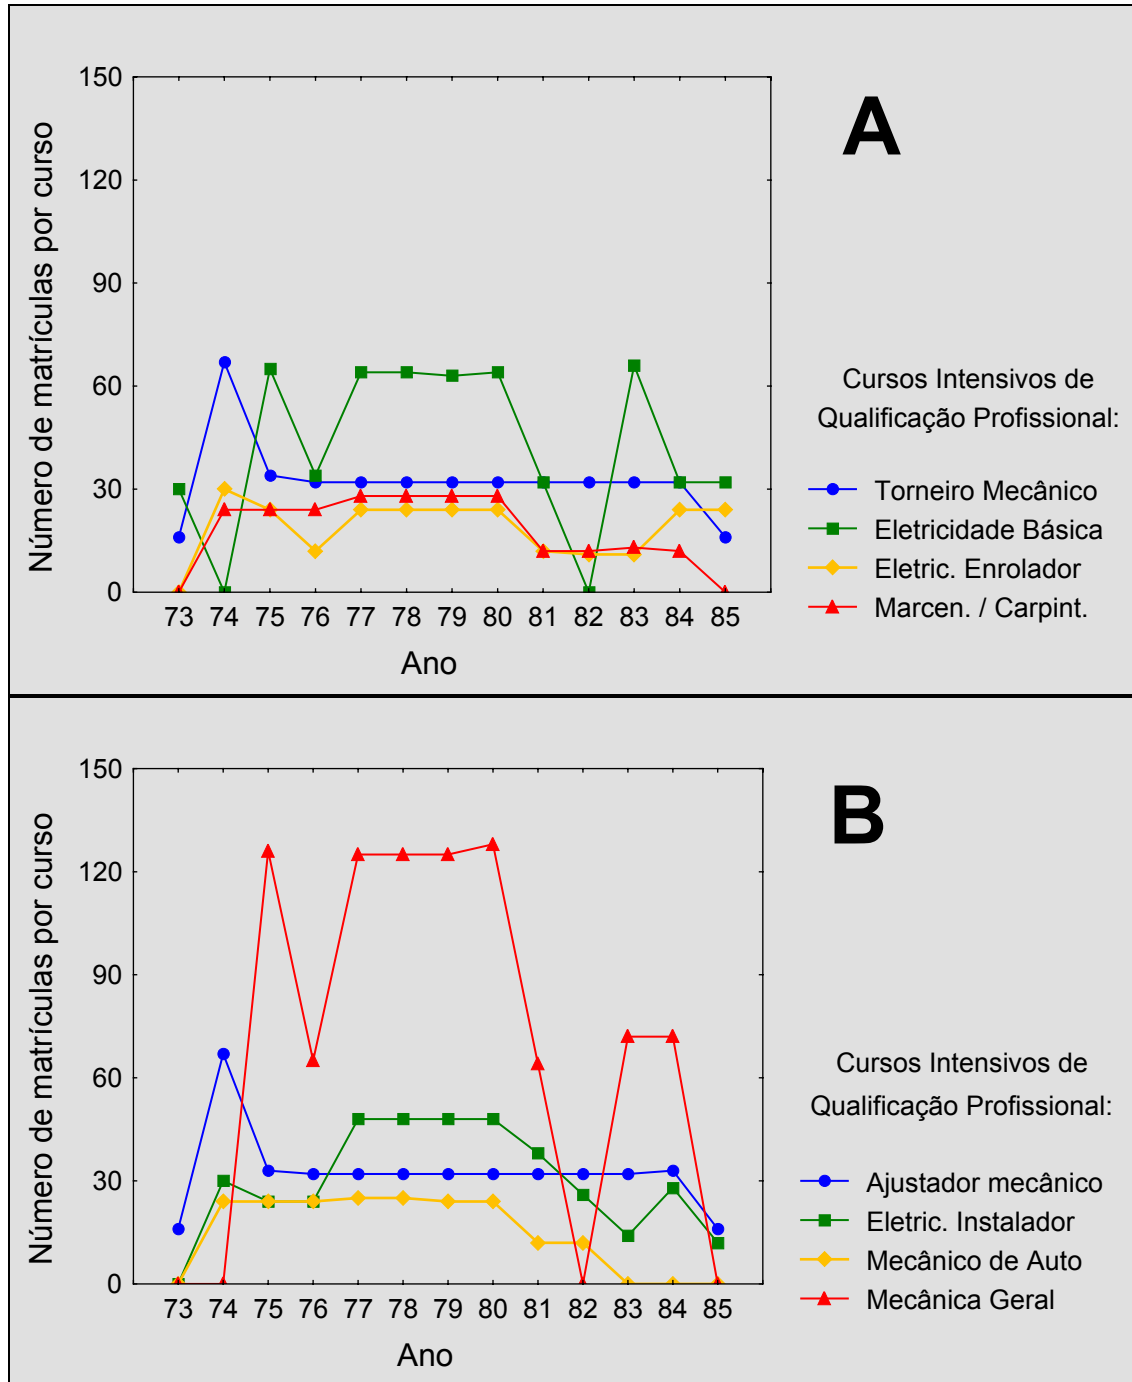 A
Número de matrículas por curso
150
120
90
60
30
0
73 74 75 76 77 78 79 80 81 82 83 84 85
Ano
Cursos Intensivos de
Qualificação Profissional:
Torneiro Mecânico
Eletricidade Básica
Eletric. Enrolador
Marcen. / Carpint.
B
Número de matrículas por curso
150
120
90
60
30
0
73 74 75 76 77 78 79 80 81 82 83 84 85
Ano
Cursos Intensivos de
Qualificação Profissional:
Ajustador mecânico
Eletric. Instalador
Mecânico de Auto
Mecânica Geral